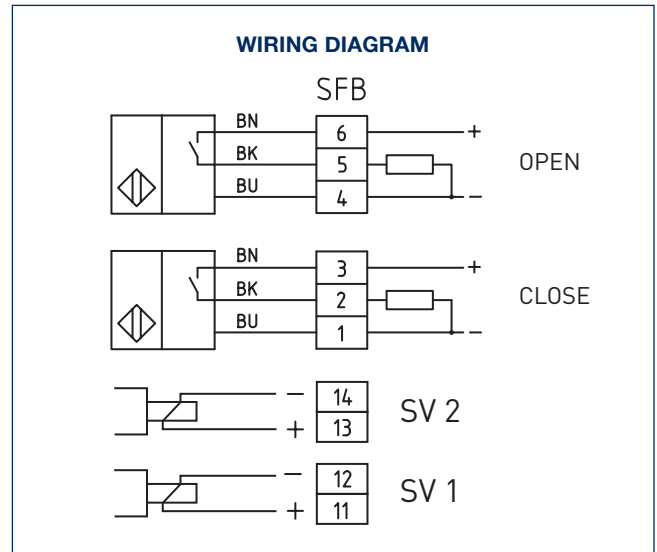 WIRING DIAGRAM
SFB
BN 6 +
BK 5 OPEN
BU 4 −
BN 3 +
BK 2 CLOSE
BU 1 −
− 14
SV 2
+ 13
− 12
SV 1
+ 11